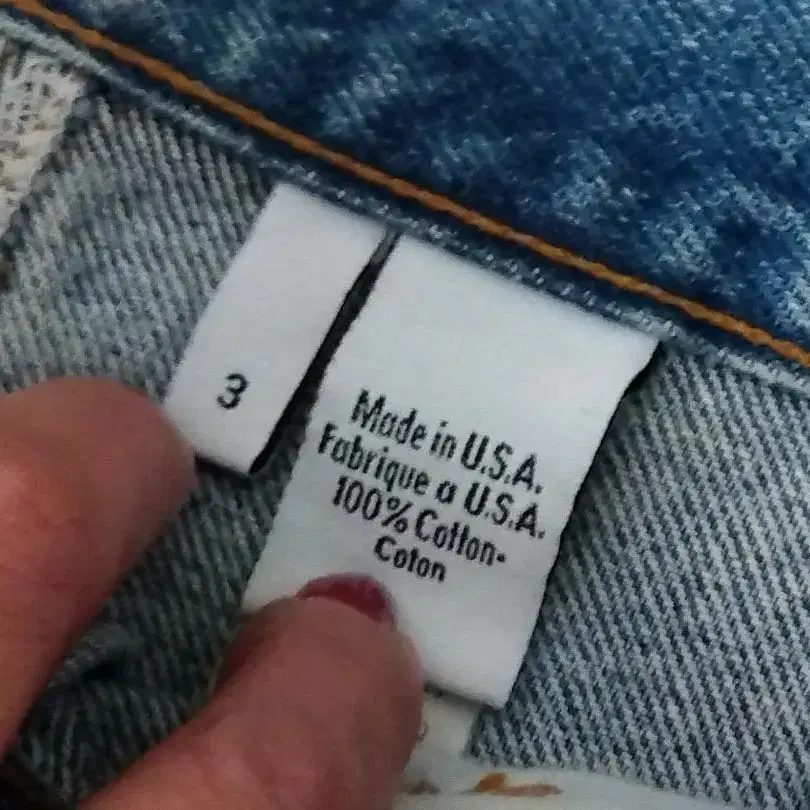 3
Made in U.S.A.
Fabrique a U.S.A.
100% Cotton-
Coton